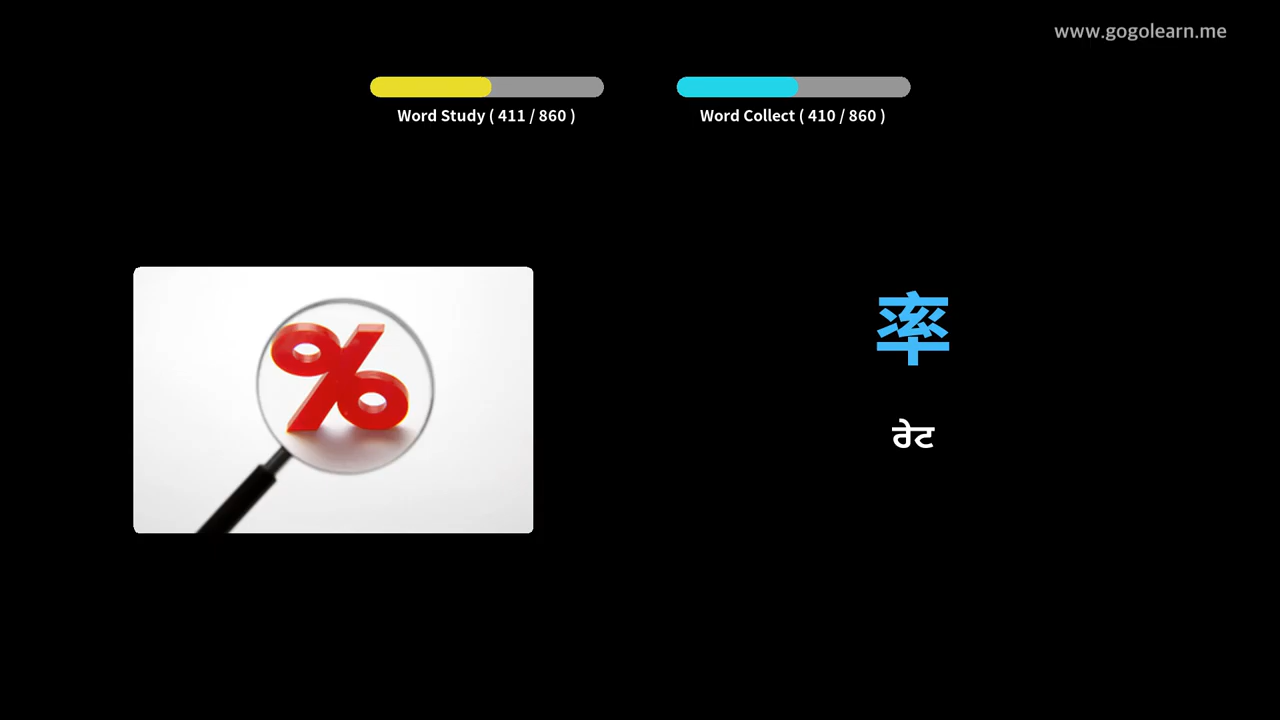 www.gogolearn.me
Word Study ( 411 / 860 )
Word Collect ( 410 / 860 )
%
率
ਰੇਟ